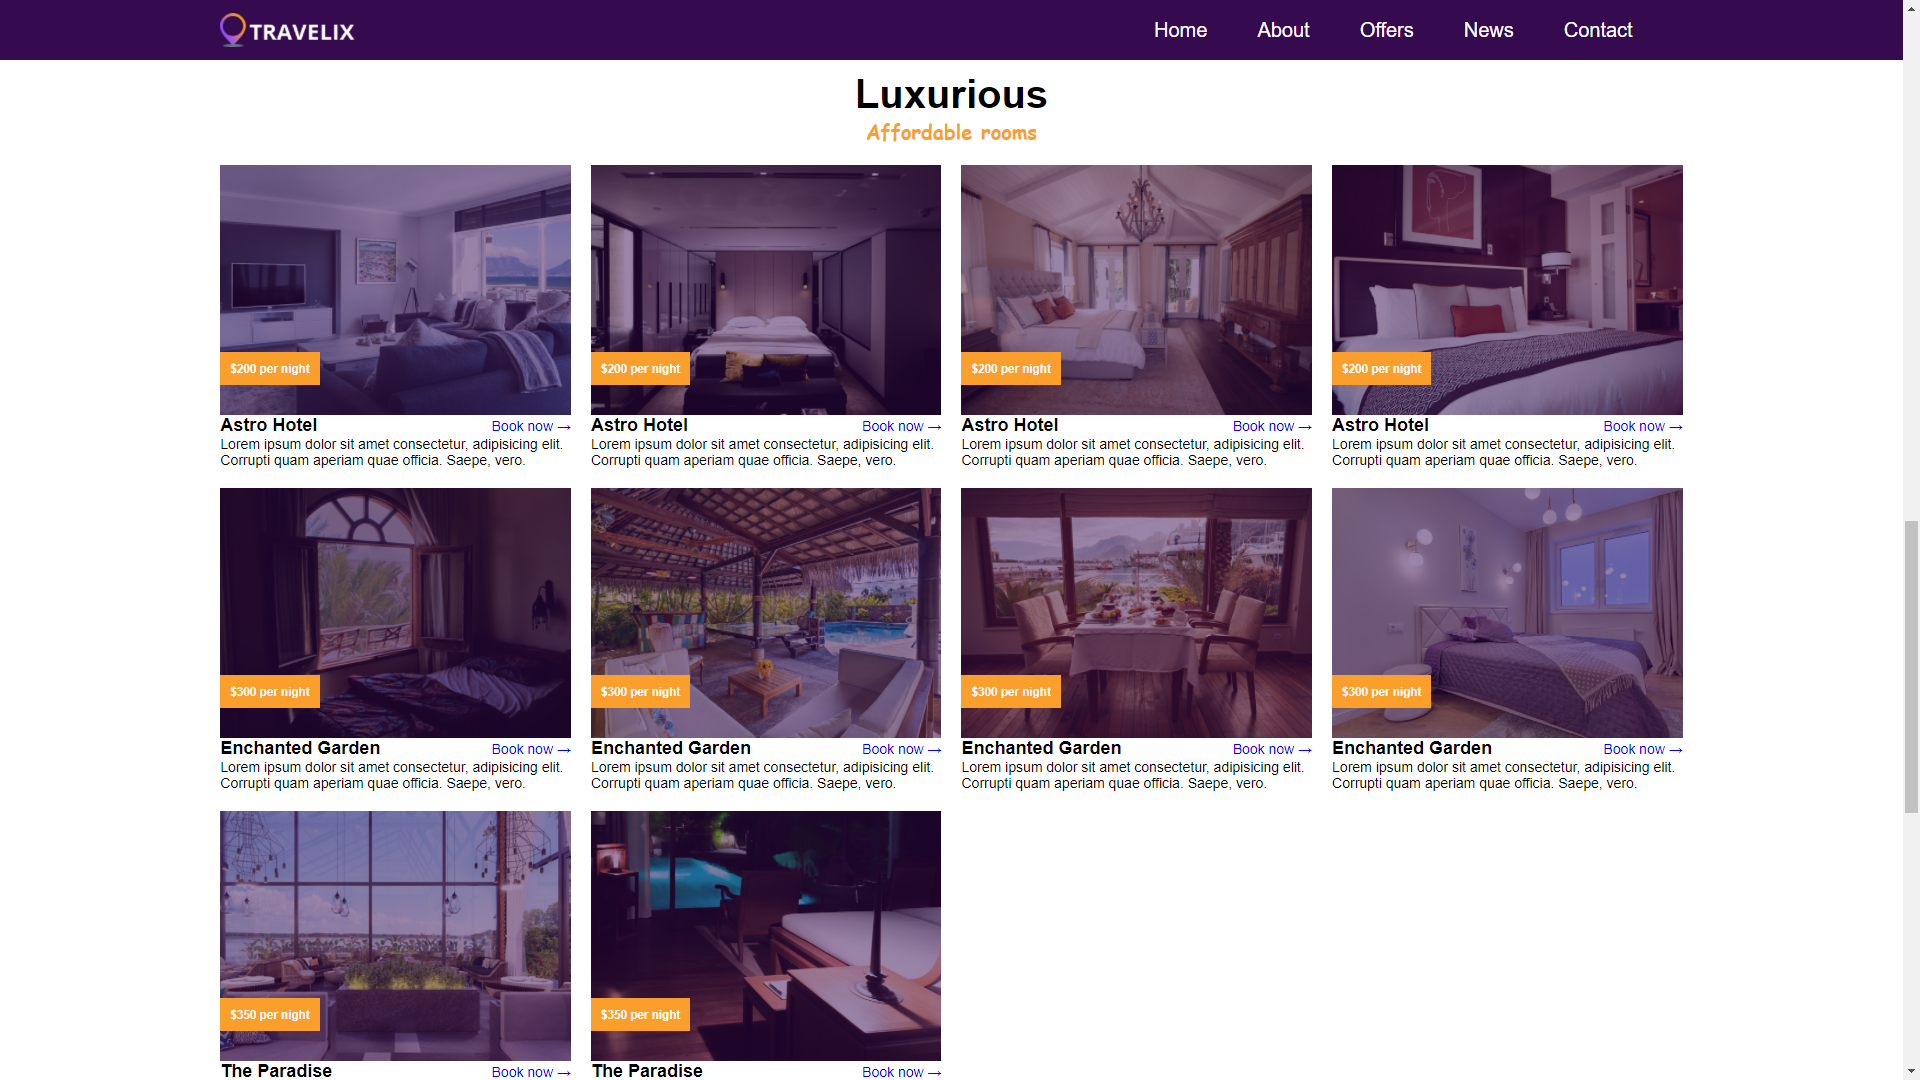 TRAVELIX
Home About Offers News Contact
Luxurious
Affordable rooms
$200 per night $200 per night $200 per night $200 per night
Astro Hotel Book now → Astro Hotel Book now → Astro Hotel Book now → Astro Hotel Book now →
Lorem ipsum dolor sit amet consectetur, adipisicing elit. Lorem ipsum dolor sit amet consectetur, adipisicing elit. Lorem ipsum dolor sit amet consectetur, adipisicing elit. Lorem ipsum dolor sit amet consectetur, adipisicing elit.
Corrupti quam aperiam quae officia. Saepe, vero. Corrupti quam aperiam quae officia. Saepe, vero. Corrupti quam aperiam quae officia. Saepe, vero. Corrupti quam aperiam quae officia. Saepe, vero.
$300 per night $300 per night $300 per night $300 per night
Enchanted Garden Book now → Enchanted Garden Book now → Enchanted Garden Book now → Enchanted Garden Book now →
Lorem ipsum dolor sit amet consectetur, adipisicing elit. Lorem ipsum dolor sit amet consectetur, adipisicing elit. Lorem ipsum dolor sit amet consectetur, adipisicing elit. Lorem ipsum dolor sit amet consectetur, adipisicing elit.
Corrupti quam aperiam quae officia. Saepe, vero. Corrupti quam aperiam quae officia. Saepe, vero. Corrupti quam aperiam quae officia. Saepe, vero. Corrupti quam aperiam quae officia. Saepe, vero.
$350 per night $350 per night
The Paradise Book now → The Paradise Book now →